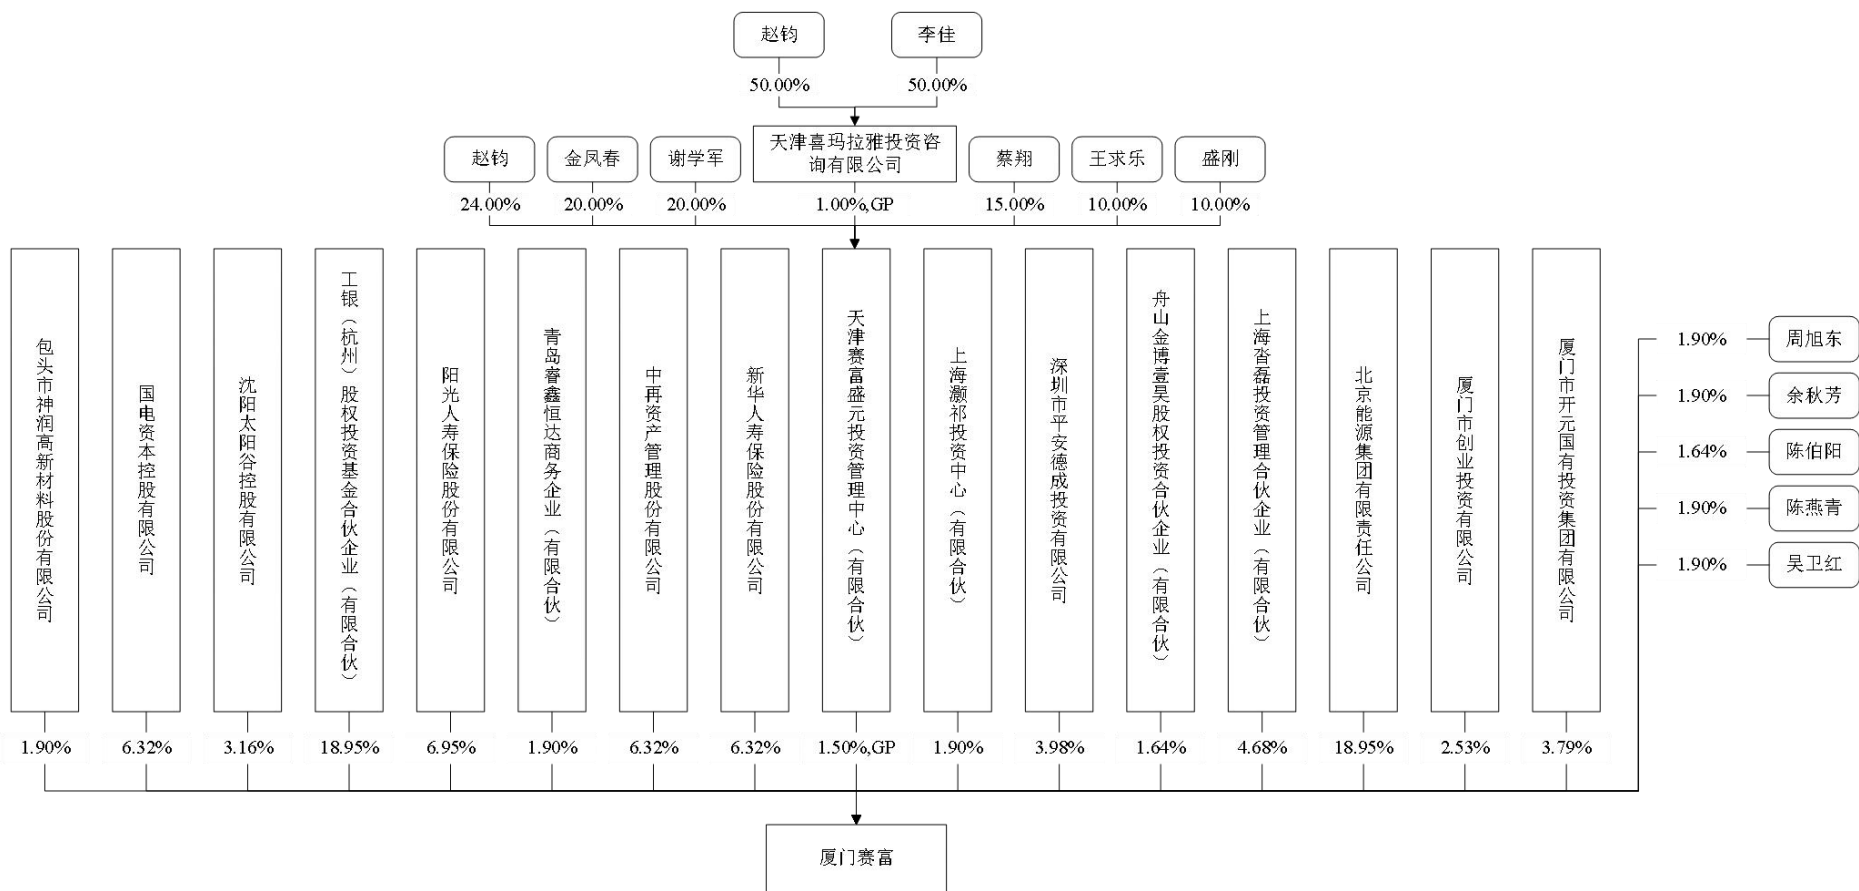 赵钧
李佳
50.00%
50.00%
天津喜玛拉雅投资咨
询有限公司
赵钧
金凤春
谢学军
蔡翔
王求乐
盛刚
24.00%
20.00%
20.00%
1.00%,GP
15.00%
10.00%
10.00%
包头市神润高新材料股份有限公司
国电资本控股有限公司
沈阳太阳谷控股有限公司
工银（杭州）股权投资基金合伙企业（有限合伙）
阳光人寿保险股份有限公司
青岛睿鑫恒达商务企业（有限合伙）
中再资产管理股份有限公司
新华人寿保险股份有限公司
天津赛富盛元投资管理中心（有限合伙）
上海灏祁投资中心（有限合伙）
深圳市平安德成投资有限公司
舟山金博壹昊股权投资合伙企业（有限合伙）
上海沓磊投资管理合伙企业（有限合伙）
北京能源集团有限责任公司
厦门市创业投资有限公司
厦门市开元国有投资集团有限公司
1.90%
周旭东
1.90%
余秋芳
1.64%
陈伯阳
1.90%
陈燕青
1.90%
吴卫红
1.90%
6.32%
3.16%
18.95%
6.95%
1.90%
6.32%
6.32%
1.50%,GP
1.90%
3.98%
1.64%
4.68%
18.95%
2.53%
3.79%
厦门赛富